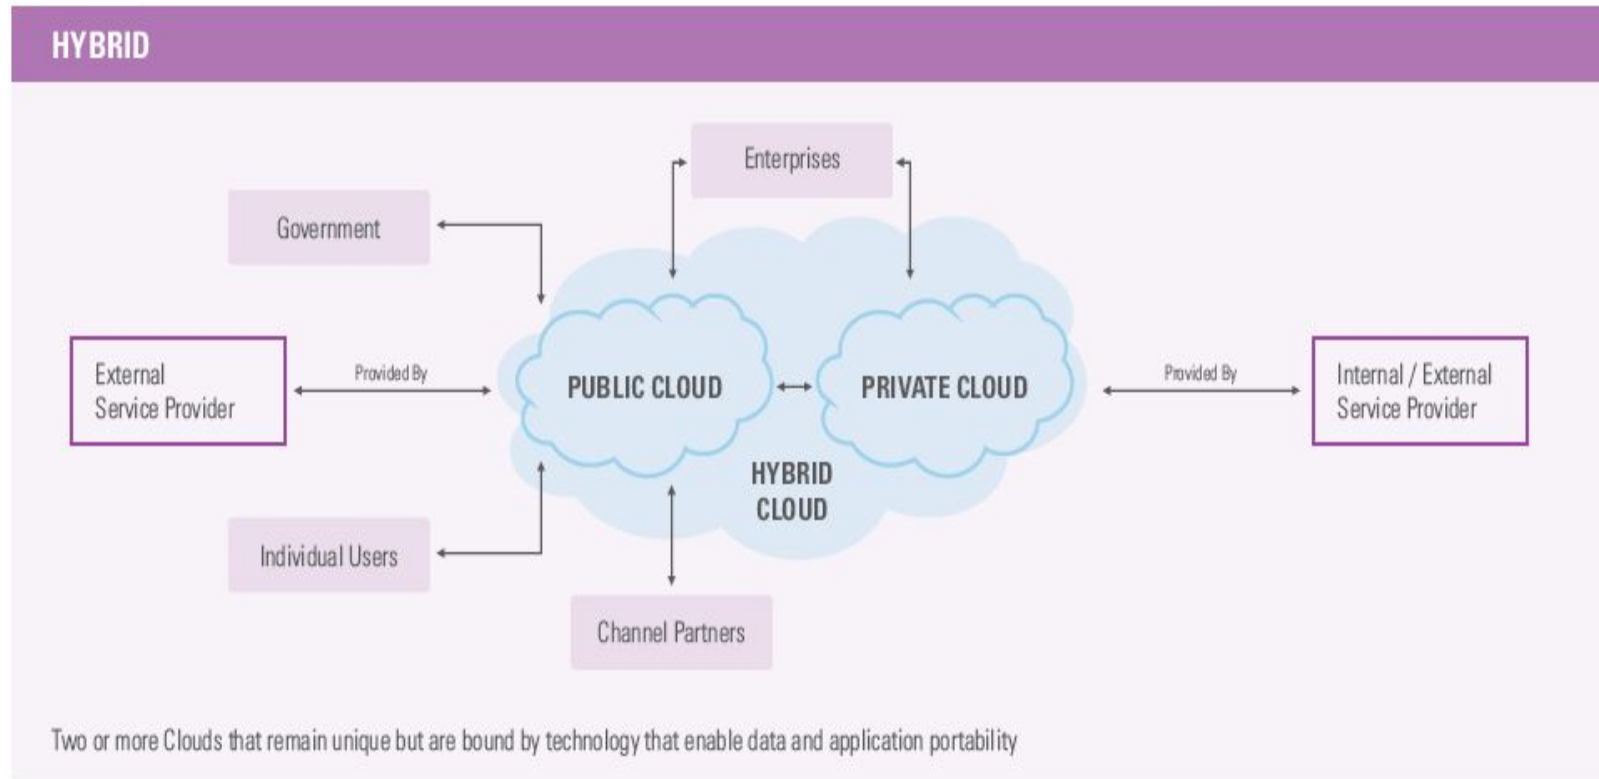 HYBRID
Enterprises
Government
External
Service Provider
Provided By
PUBLIC CLOUD
PRIVATE CLOUD
Provided By
Internal / External
Service Provider
HYBRID
CLOUD
Individual Users
Channel Partners
Two or more Clouds that remain unique but are bound by technology that enable data and application portability